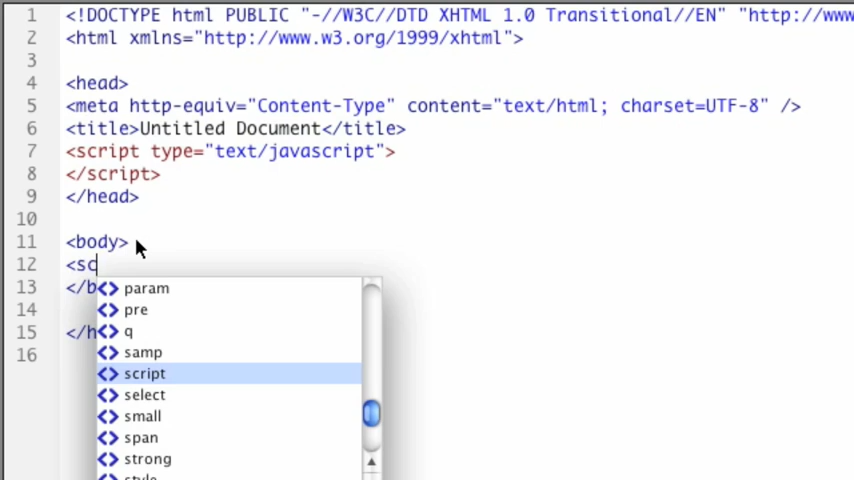 1 <!DOCTYPE html PUBLIC "-//W3C//DTD XHTML 1.0 Transitional//EN" "http://www
2 <html xmlns="http://www.w3.org/1999/xhtml">
3
4 <head>
5 <meta http-equiv="Content-Type" content="text/html; charset=UTF-8" />
6 <title>Untitled Document</title>
7 <script type="text/javascript">
8 </script>
9 </head>
10
11 <body>
12 <sc
13 </b
14
15 </h
16
<> param
<> pre
<> q
<> samp
<> script
<> select
<> small
<> span
<> strong
<> style